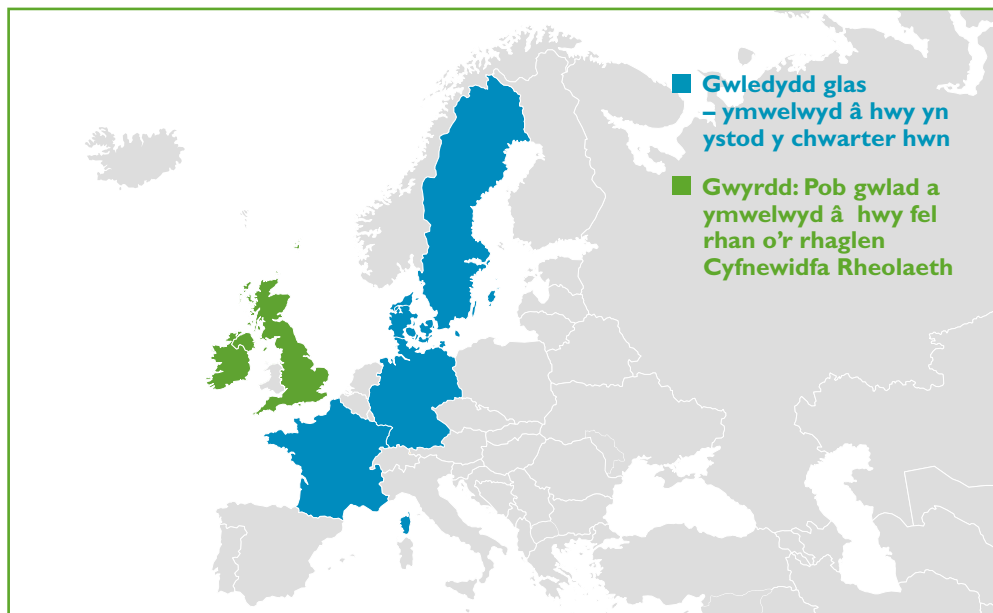 Gwledydd glas
– ymwelwyd â hwy yn
ystod y chwarter hwn
Gwyrdd: Pob gwlad a
ymwelwyd â hwy fel
rhan o’r rhaglen
Cyfnewidfa Rheolaeth